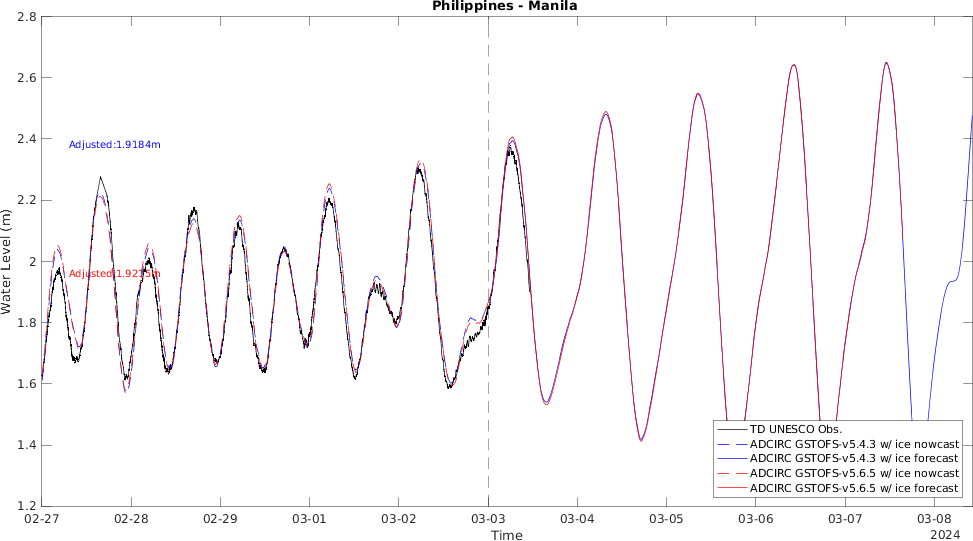 Philippines - Manila
2.8
2.6
2.4
2.2
2
1.8
1.6
1.4
1.2
Water Level (m)
Adjusted:1.9184m
Adjusted:1.9215m
TD UNESCO Obs.
ADCIRC GSTOFS-v5.4.3 w/ ice nowcast
ADCIRC GSTOFS-v5.4.3 w/ ice forecast
ADCIRC GSTOFS-v5.6.5 w/ ice nowcast
ADCIRC GSTOFS-v5.6.5 w/ ice forecast
02-27 02-28 02-29 03-01 03-02 03-03 03-04 03-05 03-06 03-07 03-08
Time
2024